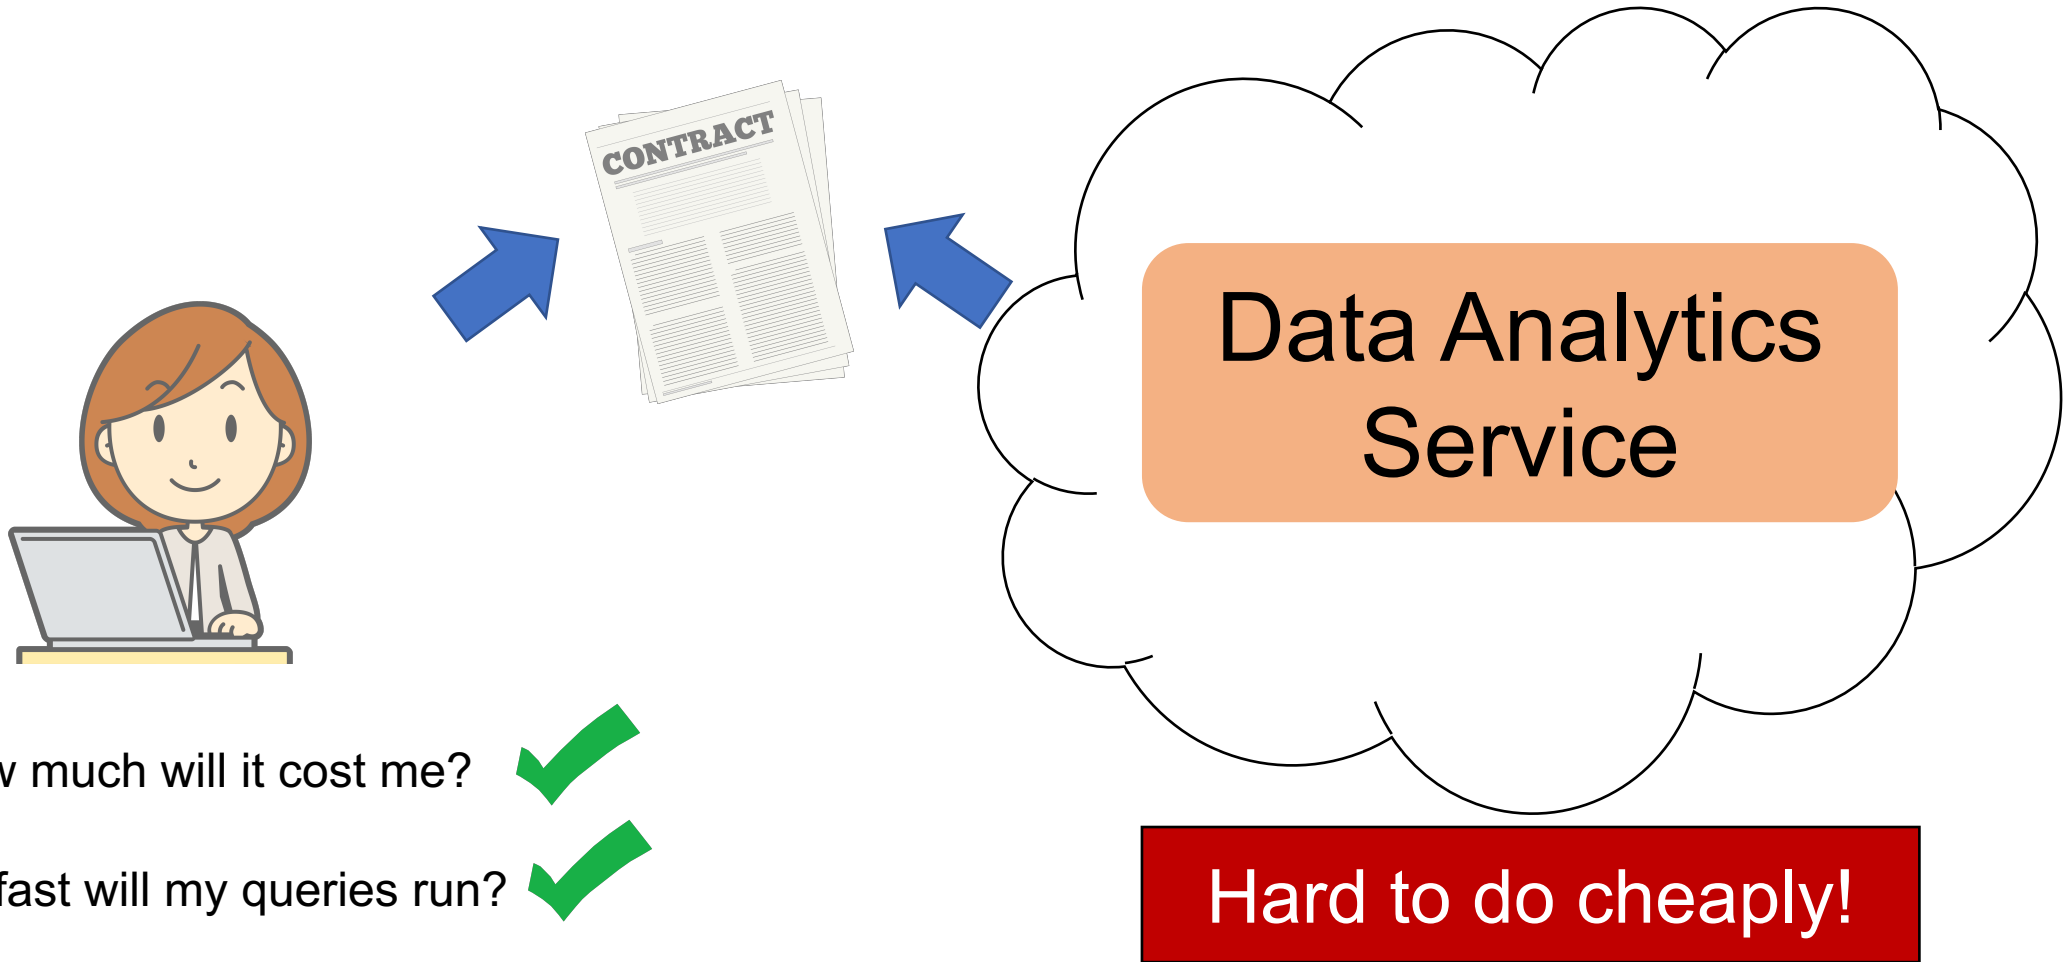 CONTRACT
Data Analytics
Service
much will it cost me?
fast will my queries run?
Hard to do cheaply!